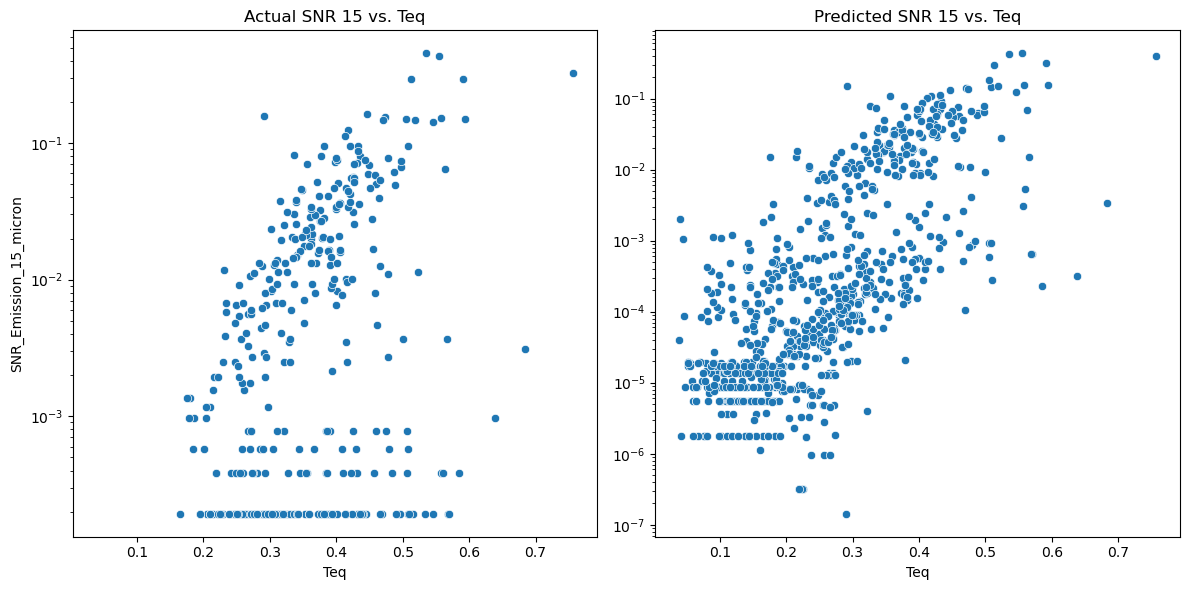 Actual SNR 15 vs. Teq
SNR_Emission_15_micron
10⁻¹
10⁻²
10⁻³
0.1 0.2 0.3 0.4 0.5 0.6 0.7
Teq
Predicted SNR 15 vs. Teq
10⁻¹
10⁻²
10⁻³
10⁻⁴
10⁻⁵
10⁻⁶
10⁻⁷
0.1 0.2 0.3 0.4 0.5 0.6 0.7
Teq